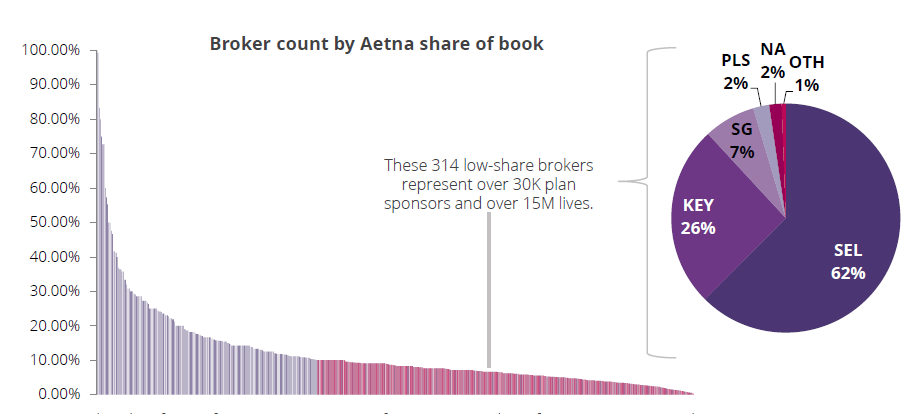 Broker count by Aetna share of book
100.00%
90.00%
80.00%
70.00%
60.00%
50.00%
40.00%
30.00%
20.00%
10.00%
0.00%
These 314 low-share brokers
represent over 30K plan
sponsors and over 15M lives.
NA
2%
PLS
2%
OTH
1%
SG
7%
KEY
26%
SEL
62%